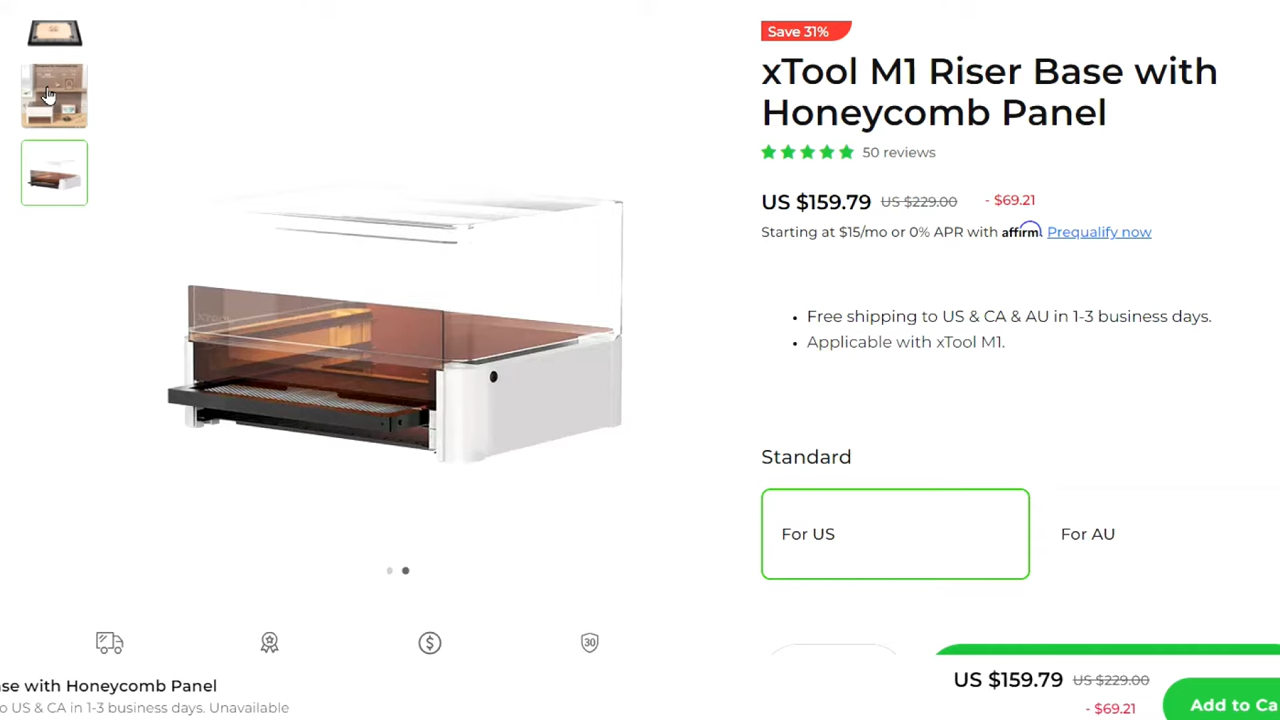 Save 31%
xTool M1 Riser Base with
Honeycomb Panel
50 reviews
US $159.79 US $229.00 - $69.21
Starting at $15/mo or 0% APR with affirm. Prequalify now
• Free shipping to US & CA & AU in 1-3 business days.
• Applicable with xTool M1.
Standard
For US For AU
30
se with Honeycomb Panel
o US & CA in 1-3 business days. Unavailable
US $159.79 US $229.00
- $69.21
Add to Ca